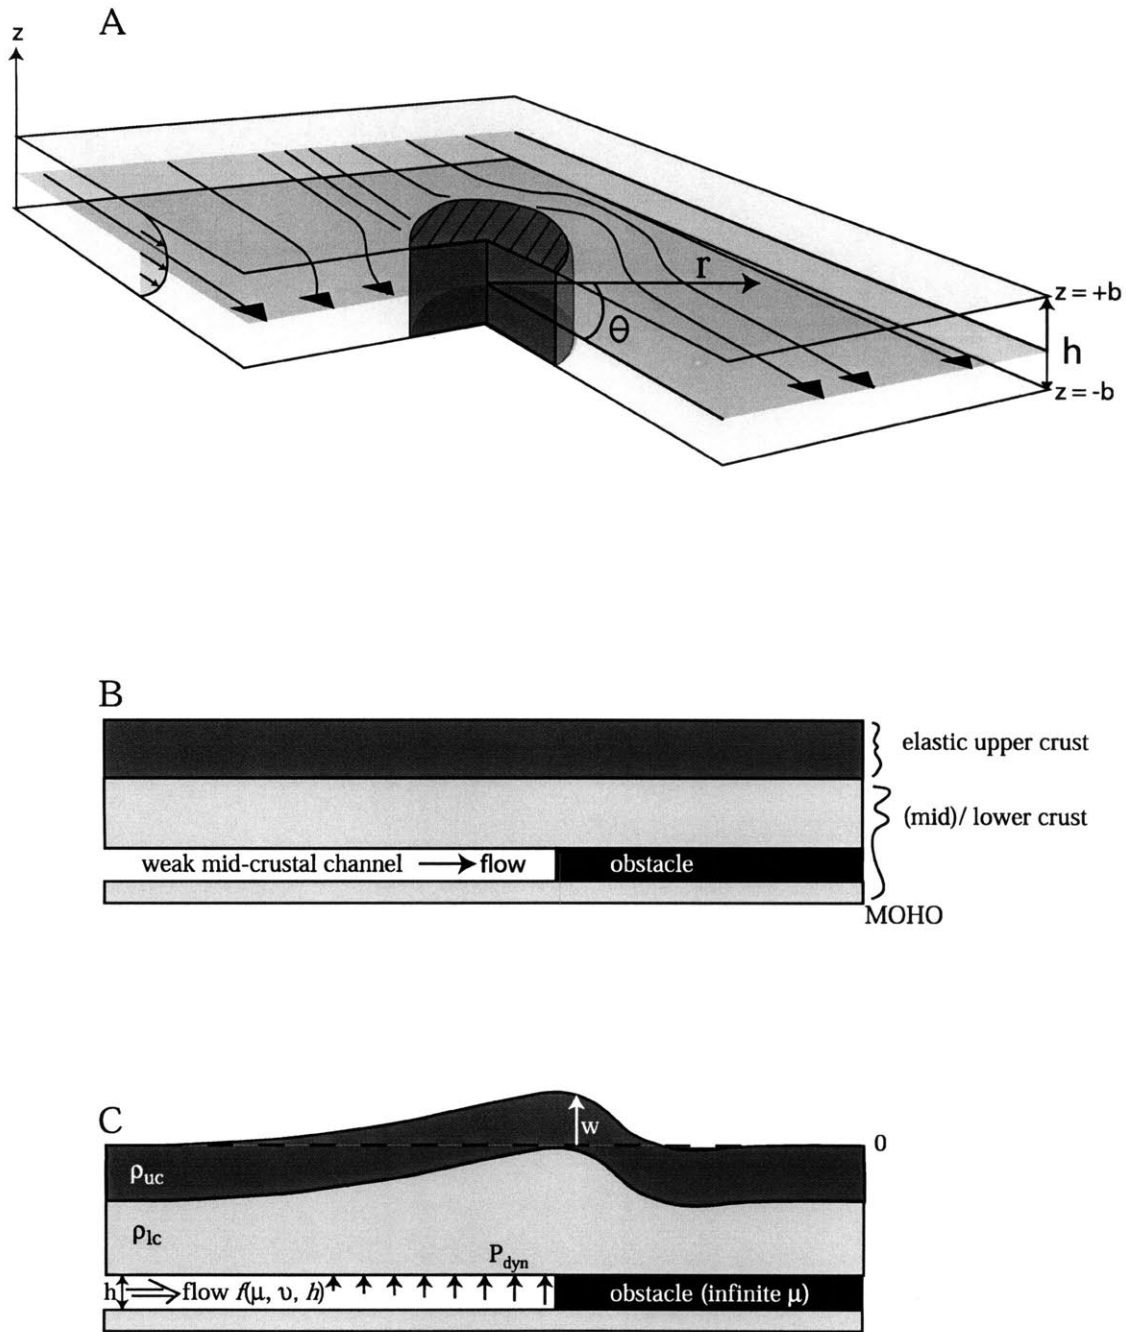 A
z
r
θ
z = +b
h
z = -b
B
elastic upper crust
(mid)/ lower crust
weak mid-crustal channel flow obstacle
MOHO
C
w
0
ρuc
ρlc
Pdyn
h flow f(μ, υ, h) obstacle (infinite μ)